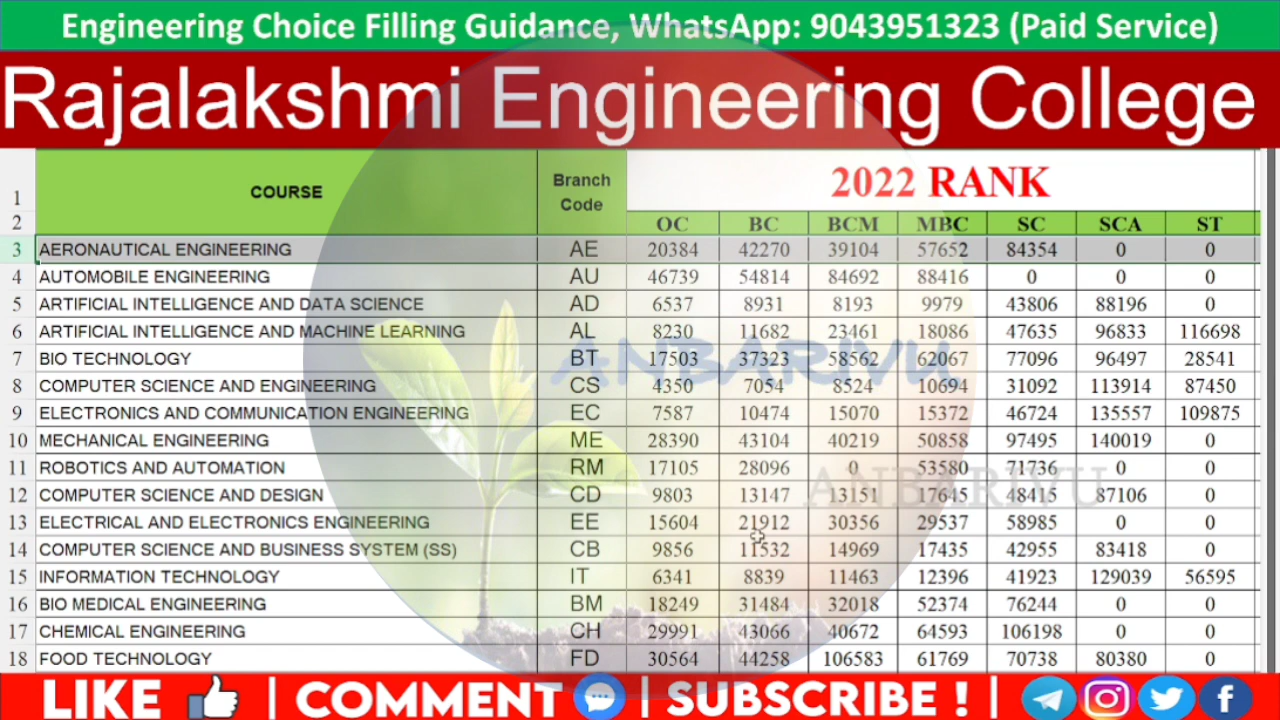 Engineering Choice Filling Guidance, WhatsApp: 9043951323 (Paid Service)
Rajalakshmi Engineering College
1 COURSE Branch Code 2022 RANK
2 OC BC BCM MBC SC SCA ST
3 AERONAUTICAL ENGINEERING AE 20384 42270 39104 57652 84354 0 0
4 AUTOMOBILE ENGINEERING AU 46739 54814 84692 88416 0 0 0
5 ARTIFICIAL INTELLIGENCE AND DATA SCIENCE AD 6537 8931 8193 9979 43806 88196 0
6 ARTIFICIAL INTELLIGENCE AND MACHINE LEARNING AL 8230 11682 23461 18086 47635 96833 116698
7 BIO TECHNOLOGY BT 17503 37323 58562 62067 77096 96497 28541
ANBARIVU
8 COMPUTER SCIENCE AND ENGINEERING CS 4350 7054 8524 10694 31092 113914 87450
9 ELECTRONICS AND COMMUNICATION ENGINEERING EC 7587 10474 15070 15372 46724 135557 109875
10 MECHANICAL ENGINEERING ME 28390 43104 40219 50858 97495 140019 0
11 ROBOTICS AND AUTOMATION RM 17105 28096 0 53580 71736 0 0
ANBARIVU
12 COMPUTER SCIENCE AND DESIGN CD 9803 13147 13151 17645 48415 87106 0
13 ELECTRICAL AND ELECTRONICS ENGINEERING EE 15604 21912 30356 29537 58985 0 0
14 COMPUTER SCIENCE AND BUSINESS SYSTEM (SS) CB 9856 11532 14969 17435 42955 83418 0
15 INFORMATION TECHNOLOGY IT 6341 8839 11463 12396 41923 129039 56595
16 BIO MEDICAL ENGINEERING BM 18249 31484 32018 52374 76244 0 0
17 CHEMICAL ENGINEERING CH 29991 43066 40672 64593 106198 0 0
18 FOOD TECHNOLOGY FD 30564 44258 106583 61769 70738 80380 0
LIKE | COMMENT | SUBSCRIBE ! |